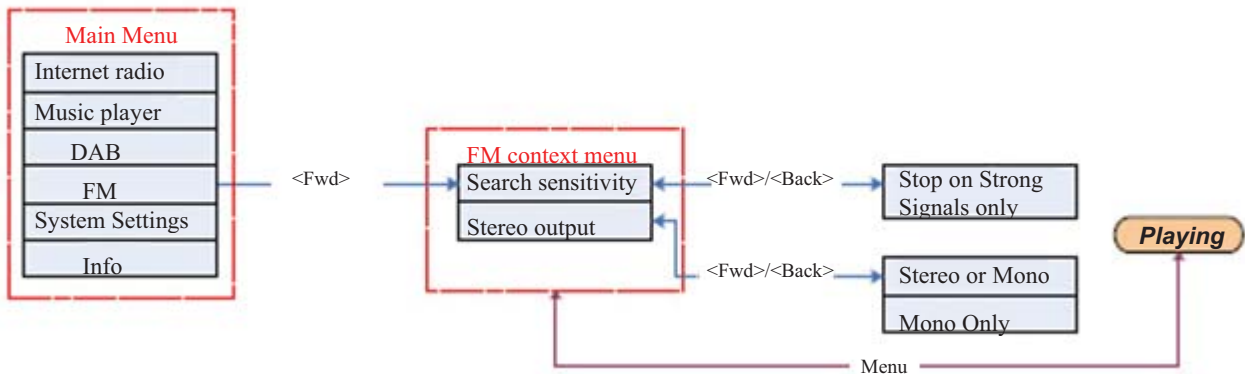 Main Menu
Internet radio
Music player
DAB
FM
System Settings
Info
<Fwd>
FM context menu
Search sensitivity
Stereo output
<Fwd>/<Back>
Stop on Strong
Signals only
<Fwd>/<Back>
Stereo or Mono
Mono Only
Playing
Menu